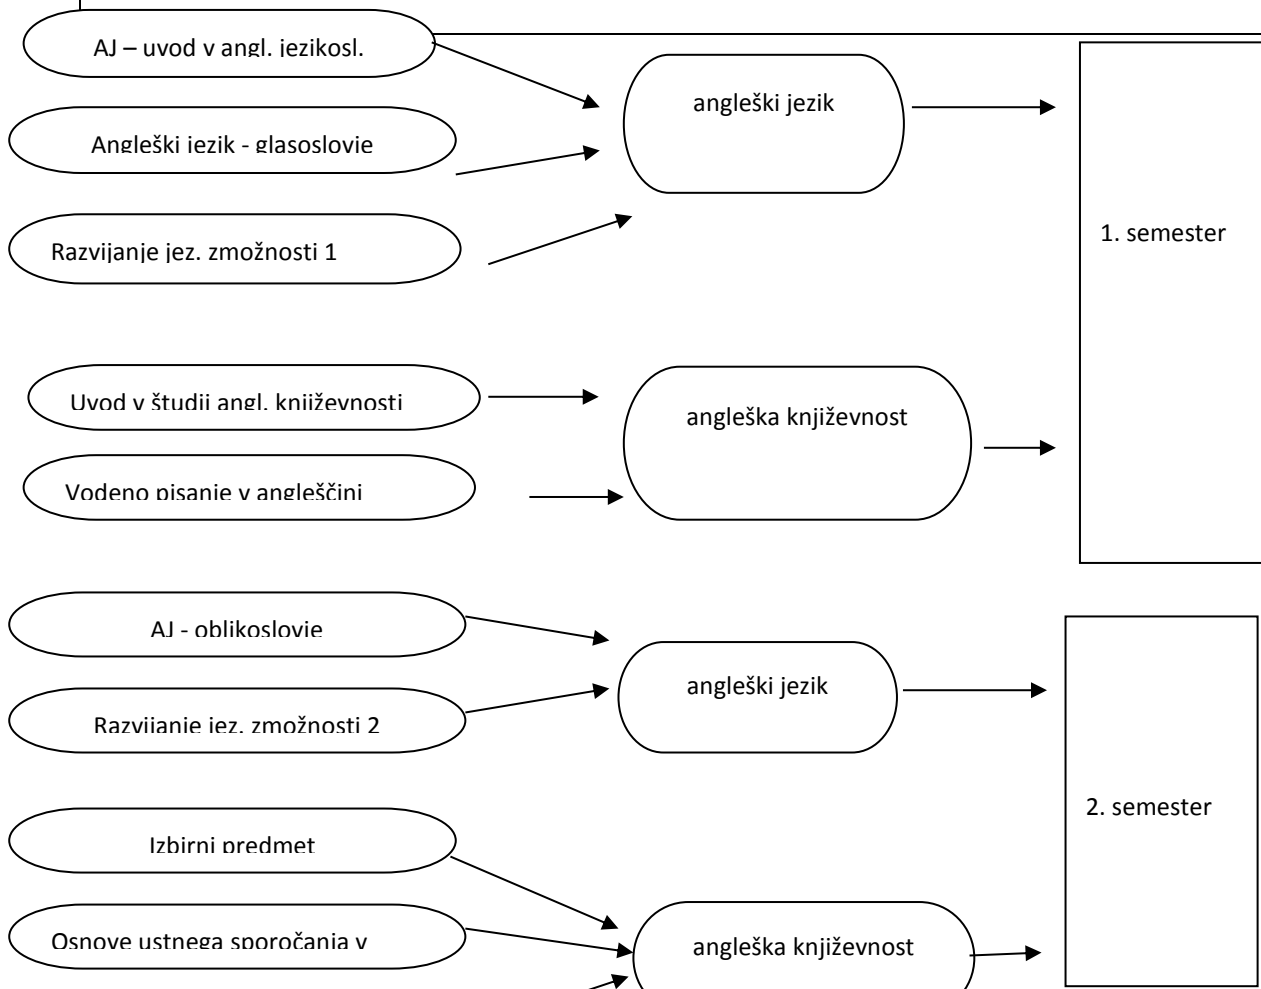 AJ – uvod v angl. jezikosl.
angleški jezik
Angleški jezik - glasoslovje
Razvijanje jez. zmožnosti 1
1. semester
Uvod v študij angl. književnosti
angleška književnost
Vodeno pisanje v angleščini
AJ - oblikoslovje
angleški jezik
Razvijanje jez. zmožnosti 2
2. semester
Izbirni predmet
Osnove ustnega sporočanja v
angleška književnost